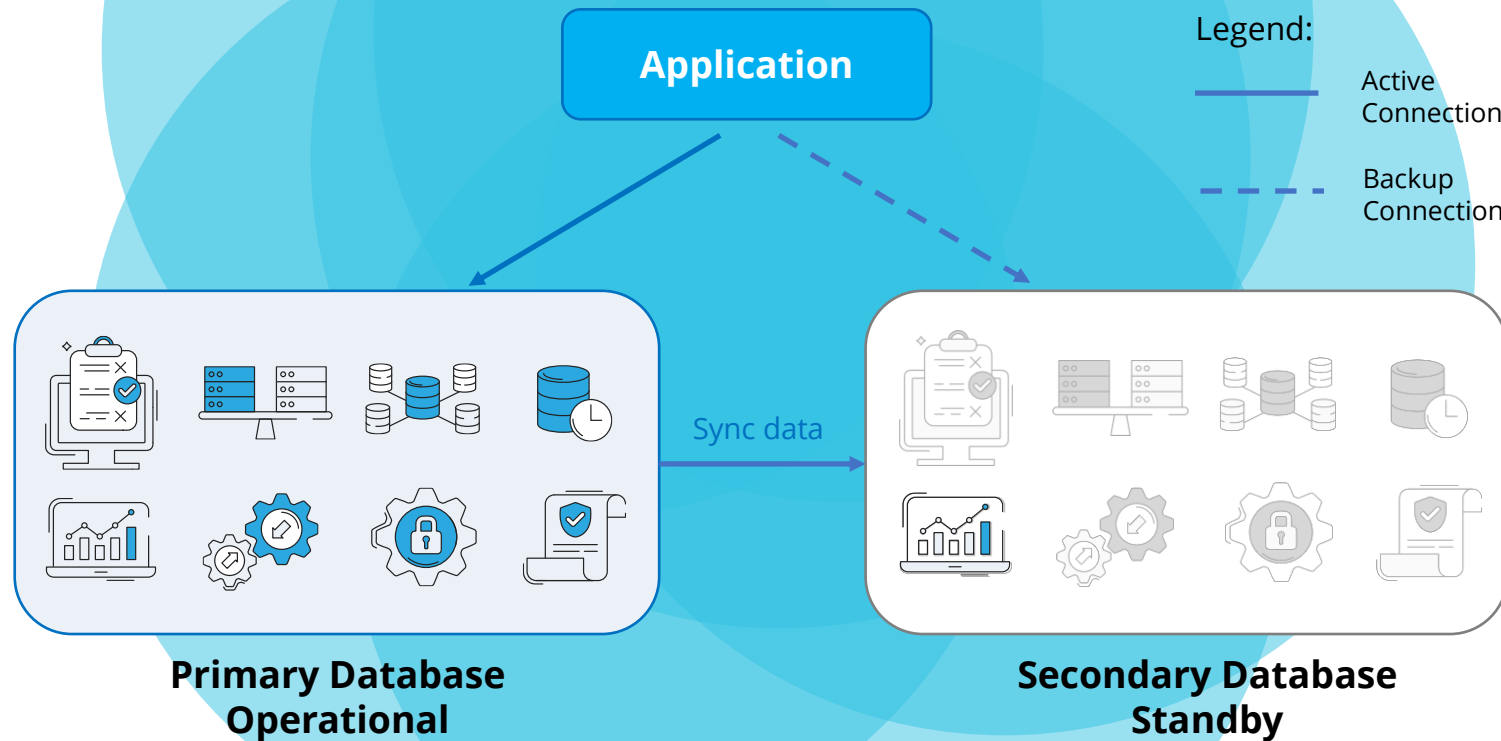 Application
Legend:
Active
Connection
Backup
Connection
Sync data
Primary Database
Operational
Secondary Database
Standby